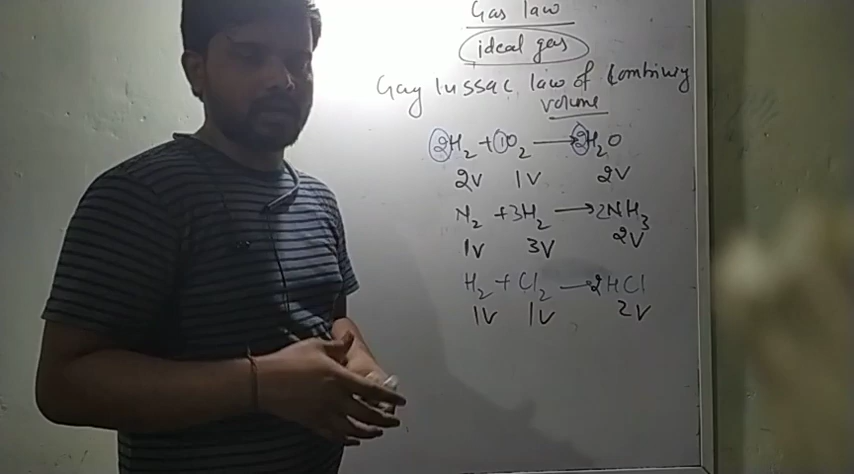 Gas law
ideal gas
Gay lussac law of Combining
volume
2H₂ + 1O₂ → 2H₂O
2V 1V 2V
N₂ + 3H₂ → 2NH₃
1V 3V 2V
H₂ + Cl₂ → 2HCl
1V 1V 2V